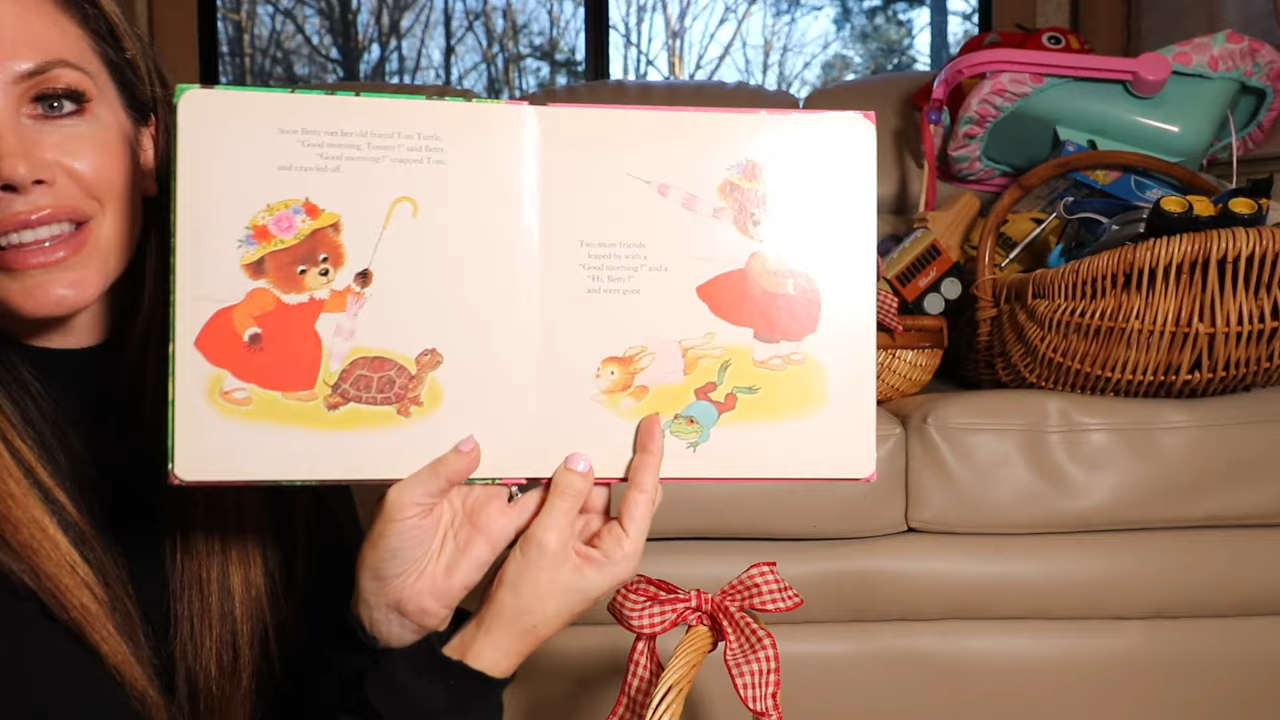 Soon Betty met her old friend Tom Turtle.
"Good morning, Tommy!" said Betty.
"Good morning!" snapped Tom,
and crawled off.
Two more friends
leaped by with a
"Good morning!" and a
"Hi, Betty!"
and were gone